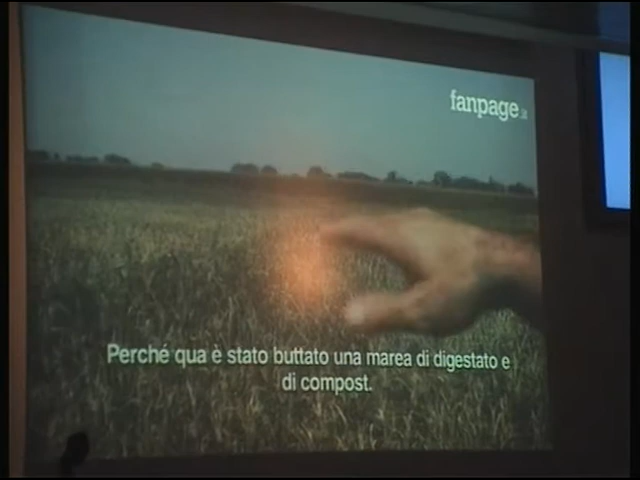 fanpage.it
Perché qua è stato buttato una marea di digestato e
di compost.